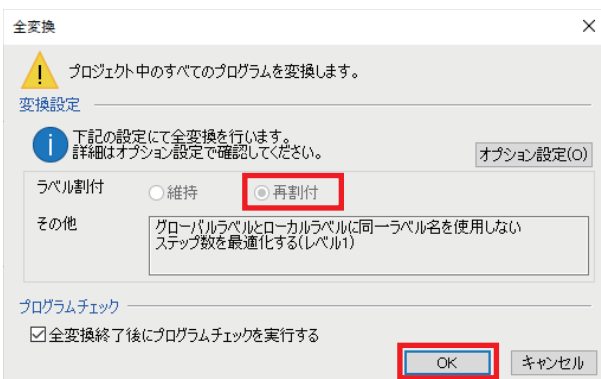 全変換
プロジェクト中のすべてのプログラムを変換します。
変換設定
下記の設定にて全変換を行います。
詳細はオプション設定で確認してください。
オプション設定(O)
ラベル割付
維持
再割付
その他
グローバルラベルとローカルラベルに同一ラベル名を使用しない
ステップ数を最適化する(レベル1)
プログラムチェック
全変換終了後にプログラムチェックを実行する
OK
キャンセル